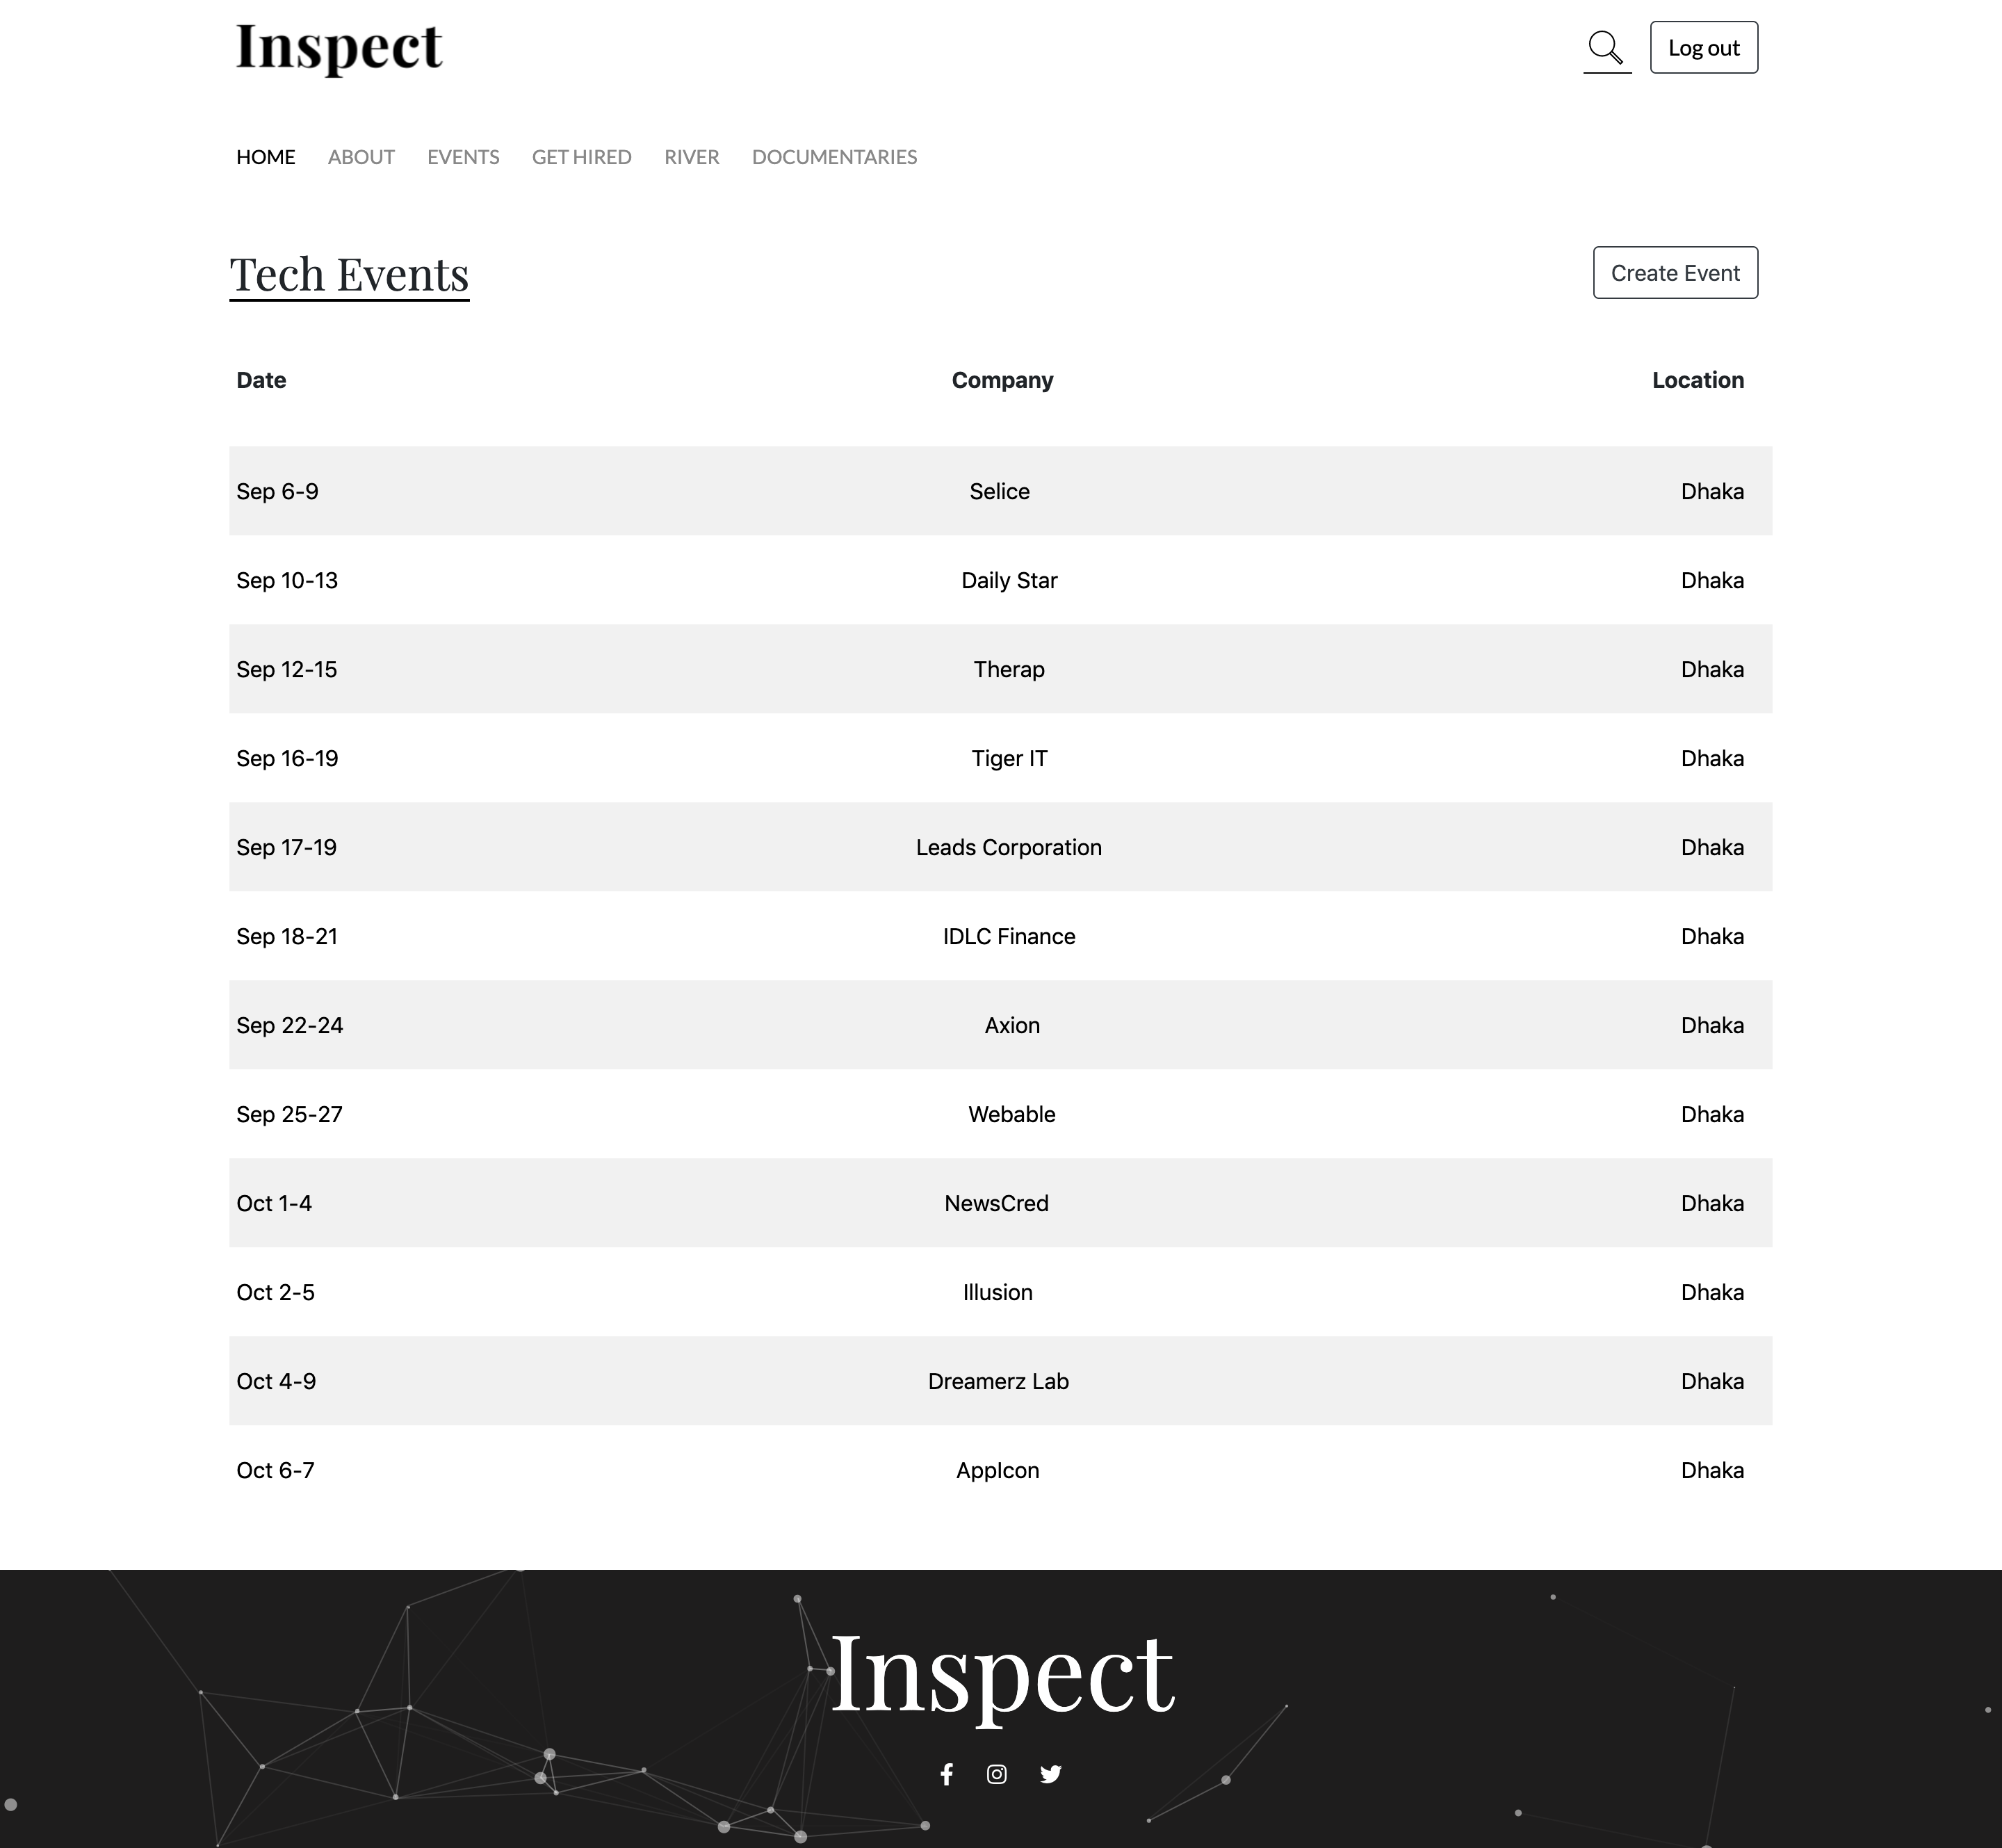 Inspect
Log out
HOME ABOUT EVENTS GET HIRED RIVER DOCUMENTARIES
Tech Events
Create Event
Date Company Location
Sep 6-9 Selice Dhaka
Sep 10-13 Daily Star Dhaka
Sep 12-15 Therap Dhaka
Sep 16-19 Tiger IT Dhaka
Sep 17-19 Leads Corporation Dhaka
Sep 18-21 IDLC Finance Dhaka
Sep 22-24 Axion Dhaka
Sep 25-27 Webable Dhaka
Oct 1-4 NewsCred Dhaka
Oct 2-5 Illusion Dhaka
Oct 4-9 Dreamerz Lab Dhaka
Oct 6-7 AppIcon Dhaka
Inspect